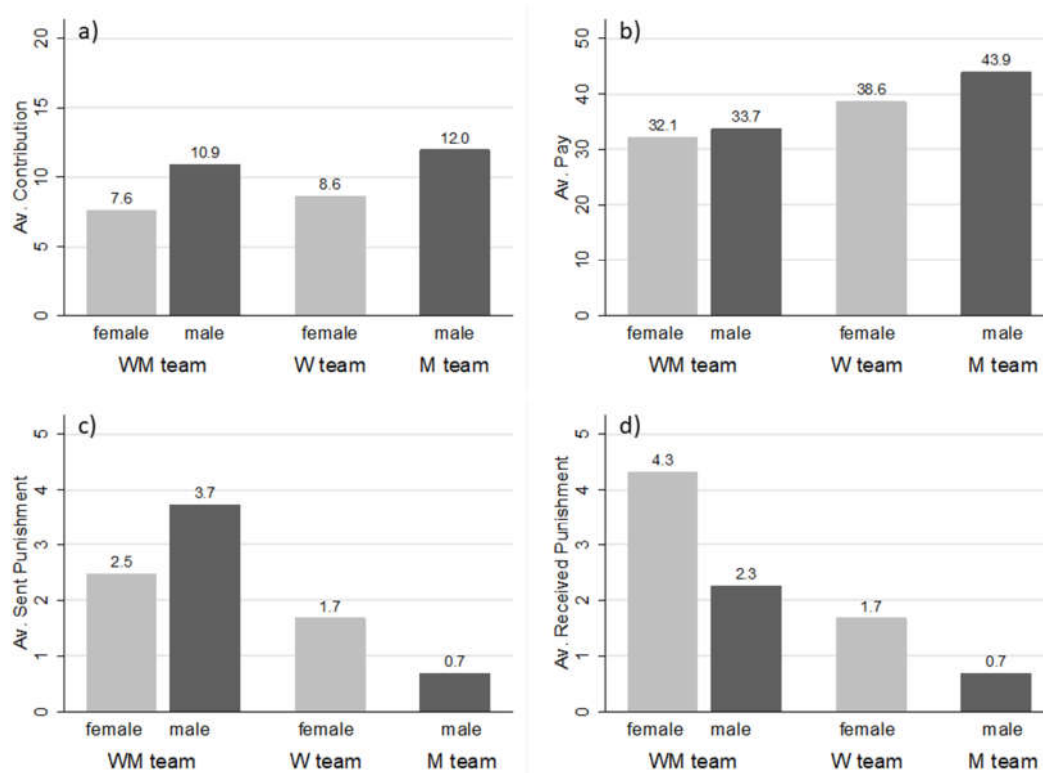 a)
Av. Contribution
20
15
10
5
0
7.6
10.9
8.6
12.0
female male female male
WM team W team M team
b)
Av. Pay
50
40
30
20
10
0
32.1
33.7
38.6
43.9
female male female male
WM team W team M team
c)
Av. Sent Punishment
5
4
3
2
1
0
2.5
3.7
1.7
0.7
female male female male
WM team W team M team
d)
Av. Received Punishment
5
4
3
2
1
0
4.3
2.3
1.7
0.7
female male female male
WM team W team M team